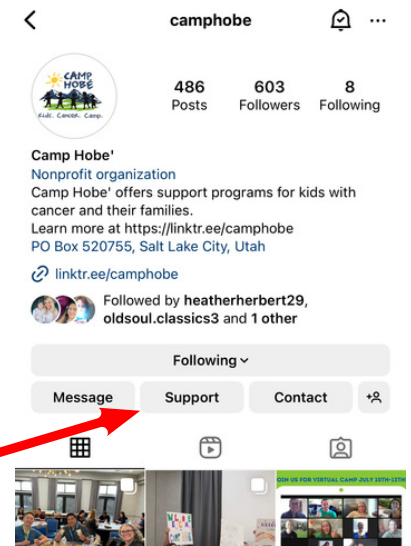 camphobe
CAMP
HOBÉ
Kids. Cancer. Camp.
486 603 8
Posts Followers Following
Camp Hobe'
Nonprofit organization
Camp Hobe' offers support programs for kids with
cancer and their families.
Learn more at https://linktr.ee/camphobe
PO Box 520755, Salt Lake City, Utah
linktr.ee/camphobe
Followed by heatherherbert29,
oldsoul.classics3 and 1 other
Following
Message Support Contact
JOIN US FOR VIRTUAL CAMP JULY 10TH-13TH